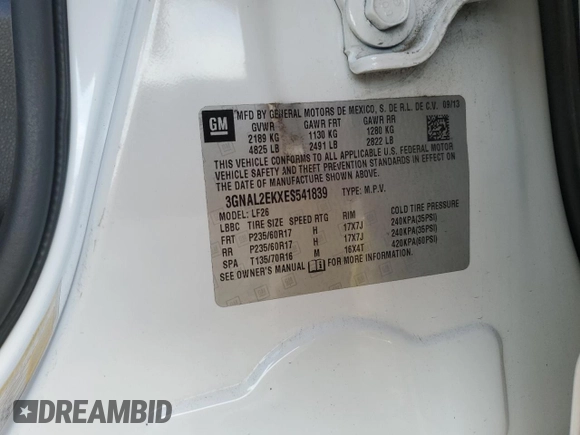 GM
MFD BY GENERAL MOTORS DE MEXICO, S. DE R.L. DE C.V. 09/13
GVWR GAWR FRT GAWR RR
2189 KG 1130 KG 1280 KG
4825 LB 2491 LB 2822 LB
THIS VEHICLE CONFORMS TO ALL APPLICABLE U.S. FEDERAL MOTOR
VEHICLE SAFETY AND THEFT PREVENTION STANDARDS IN EFFECT ON
THE DATE OF MANUFACTURE SHOWN ABOVE.
3GNAL2EKXES541839 TYPE: M.P.V.
MODEL: LF26
LBBC TIRE SIZE SPEED RTG RIM COLD TIRE PRESSURE
FRT P235/60R17 H 17X7J 240KPA(35PSI)
RR P235/60R17 H 17X7J 240KPA(35PSI)
SPA T135/70R16 M 16X4T 420KPA(60PSI)
SEE OWNER'S MANUAL FOR MORE INFORMATION.
DREAMBID